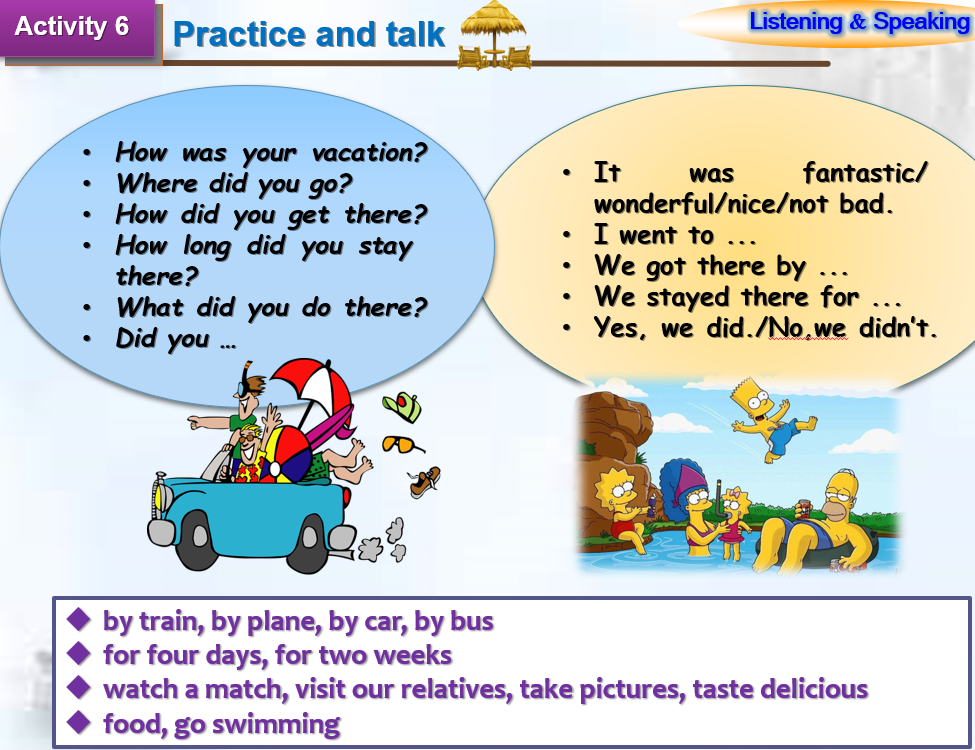 Activity 6
Practice and talk
Listening & Speaking
• How was your vacation?
• Where did you go?
• How did you get there?
• How long did you stay
there?
• What did you do there?
• Did you …
• It was fantastic/
wonderful/nice/not bad.
• I went to ...
• We got there by ...
• We stayed there for ...
• Yes, we did./No,we didn't.
◆ by train, by plane, by car, by bus
◆ for four days, for two weeks
◆ watch a match, visit our relatives, take pictures, taste delicious
◆ food, go swimming